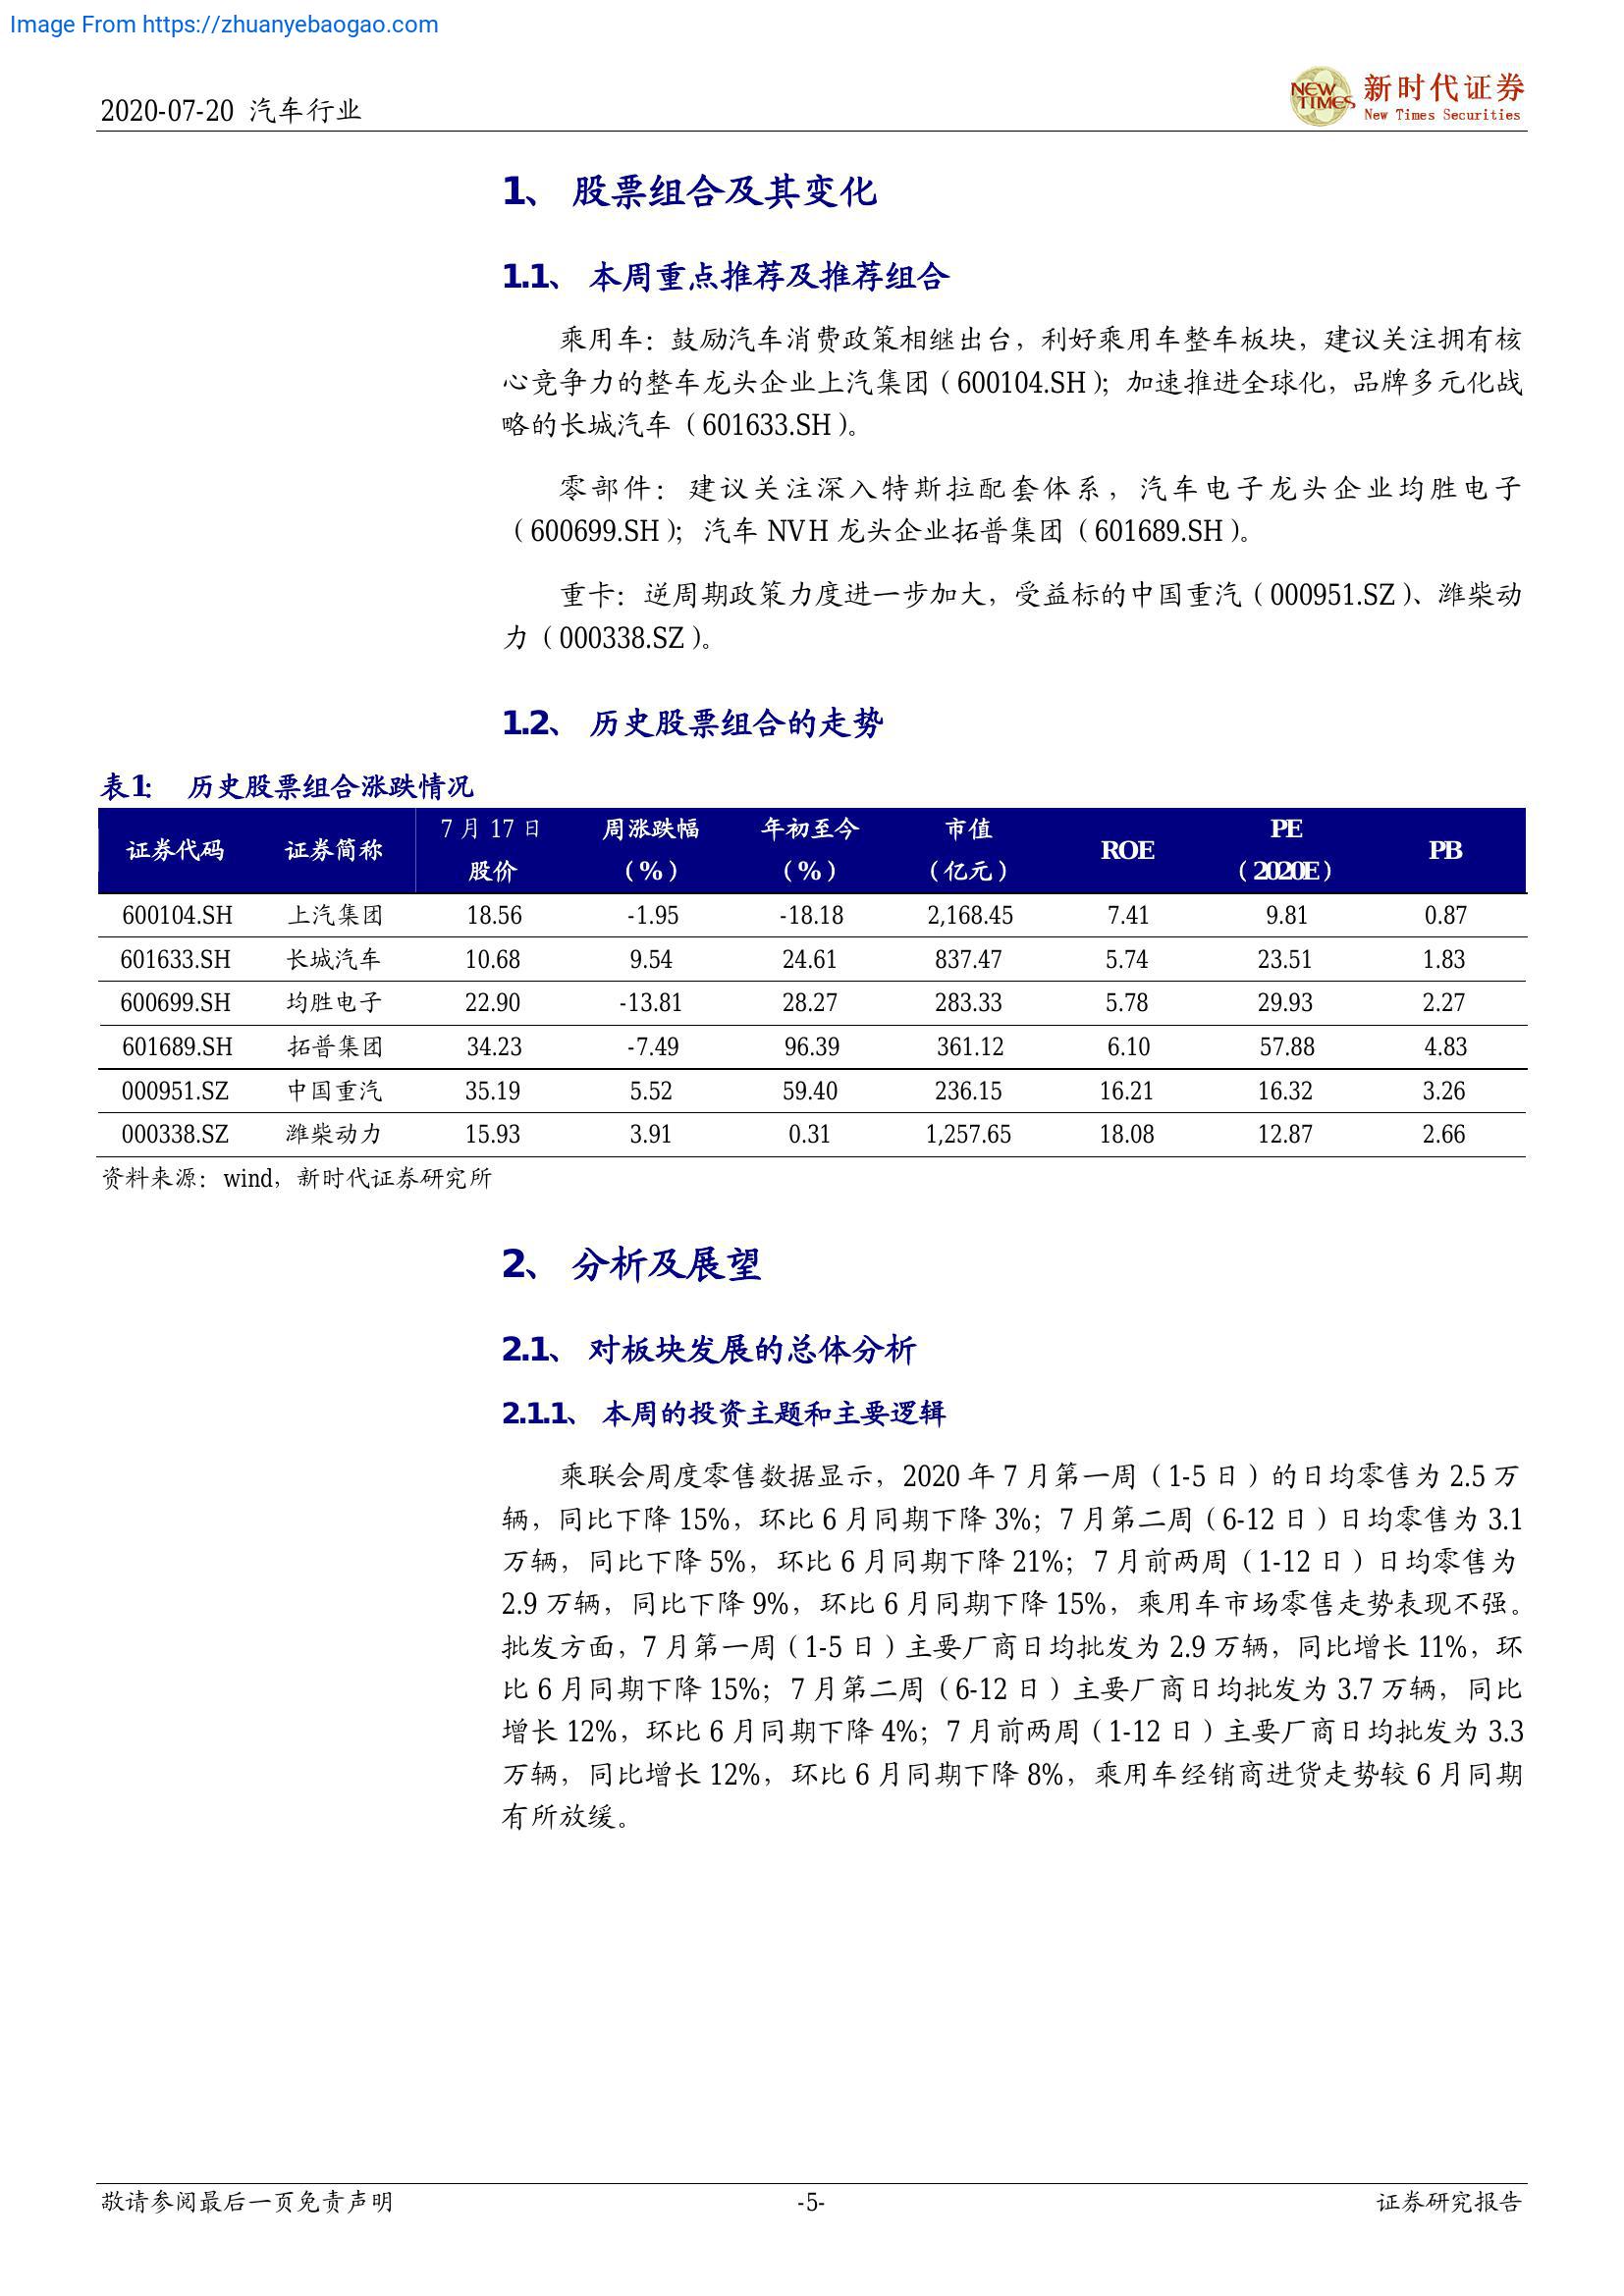 Image From https://zhuanyebaogao.com
2020-07-20 汽车行业
NEW TIMES 新时代证券
New Times Securities
1、 股票组合及其变化
1.1、 本周重点推荐及推荐组合
乘用车：鼓励汽车消费政策相继出台，利好乘用车整车板块，建议关注拥有核
心竞争力的整车龙头企业上汽集团（600104.SH）；加速推进全球化，品牌多元化战
略的长城汽车（601633.SH）。
零部件：建议关注深入特斯拉配套体系，汽车电子龙头企业均胜电子
（600699.SH）；汽车 NVH 龙头企业拓普集团（601689.SH）。
重卡：逆周期政策力度进一步加大，受益标的中国重汽（000951.SZ）、潍柴动
力（000338.SZ）。
1.2、 历史股票组合的走势
表1： 历史股票组合涨跌情况
证券代码 证券简称 7 月 17 日股价 周涨跌幅（%） 年初至今（%） 市值（亿元） ROE PE（2020E） PB
600104.SH 上汽集团 18.56 -1.95 -18.18 2,168.45 7.41 9.81 0.87
601633.SH 长城汽车 10.68 9.54 24.61 837.47 5.74 23.51 1.83
600699.SH 均胜电子 22.90 -13.81 28.27 283.33 5.78 29.93 2.27
601689.SH 拓普集团 34.23 -7.49 96.39 361.12 6.10 57.88 4.83
000951.SZ 中国重汽 35.19 5.52 59.40 236.15 16.21 16.32 3.26
000338.SZ 潍柴动力 15.93 3.91 0.31 1,257.65 18.08 12.87 2.66
资料来源：wind，新时代证券研究所
2、 分析及展望
2.1、 对板块发展的总体分析
2.1.1、 本周的投资主题和主要逻辑
乘联会周度零售数据显示，2020 年 7 月第一周（1-5 日）的日均零售为 2.5 万
辆，同比下降 15%，环比 6 月同期下降 3%；7 月第二周（6-12 日）日均零售为 3.1
万辆，同比下降 5%，环比 6 月同期下降 21%；7 月前两周（1-12 日）日均零售为
2.9 万辆，同比下降 9%，环比 6 月同期下降 15%，乘用车市场零售走势表现不强。
批发方面，7 月第一周（1-5 日）主要厂商日均批发为 2.9 万辆，同比增长 11%，环
比 6 月同期下降 15%；7 月第二周（6-12 日）主要厂商日均批发为 3.7 万辆，同比
增长 12%，环比 6 月同期下降 4%；7 月前两周（1-12 日）主要厂商日均批发为 3.3
万辆，同比增长 12%，环比 6 月同期下降 8%，乘用车经销商进货走势较 6 月同期
有所放缓。
敬请参阅最后一页免责声明 -5- 证券研究报告